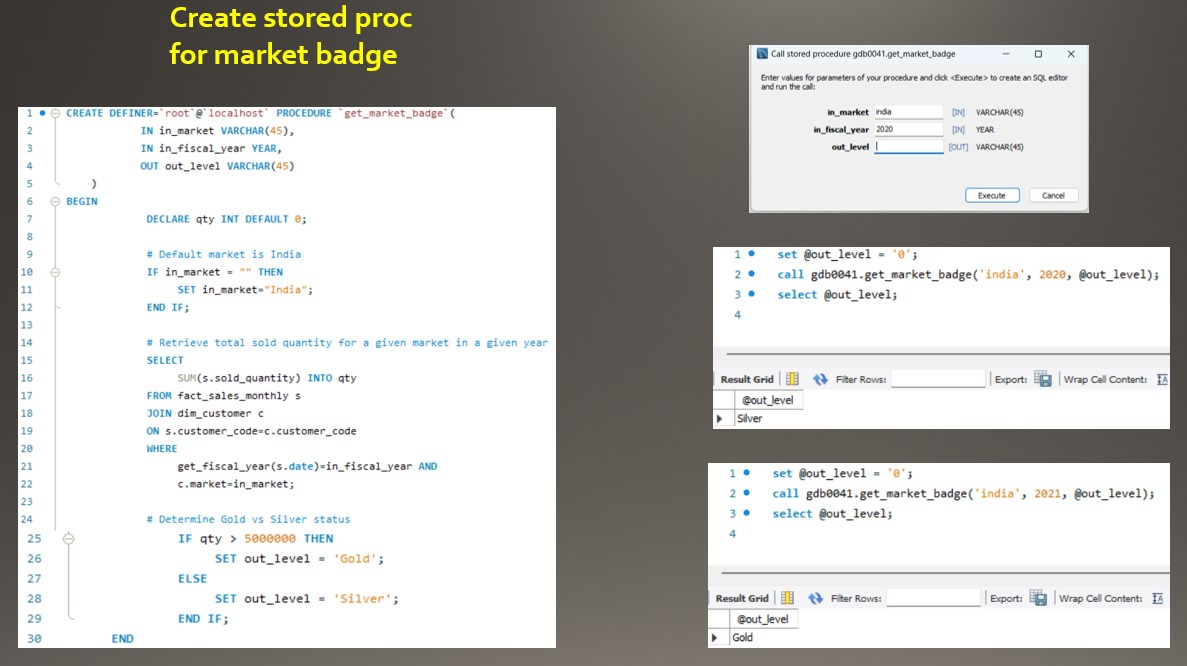 Create stored proc
for market badge
1 CREATE DEFINER=`root`@`localhost` PROCEDURE `get_market_badge`(
2 IN in_market VARCHAR(45),
3 IN in_fiscal_year YEAR,
4 OUT out_level VARCHAR(45)
5 )
6 BEGIN
7 DECLARE qty INT DEFAULT 0;
8
9 # Default market is India
10 IF in_market = "" THEN
11 SET in_market="India";
12 END IF;
13
14 # Retrieve total sold quantity for a given market in a given year
15 SELECT
16 SUM(s.sold_quantity) INTO qty
17 FROM fact_sales_monthly s
18 JOIN dim_customer c
19 ON s.customer_code=c.customer_code
20 WHERE
21 get_fiscal_year(s.date)=in_fiscal_year AND
22 c.market=in_market;
23
24 # Determine Gold vs Silver status
25 IF qty > 5000000 THEN
26 SET out_level = 'Gold';
27 ELSE
28 SET out_level = 'Silver';
29 END IF;
30 END
Call stored procedure gdb0041.get_market_badge
Enter values for parameters of your procedure and click <Execute> to create an SQL editor
and run the call:
in_market india [IN] VARCHAR(45)
in_fiscal_year 2020 [IN] YEAR
out_level [OUT] VARCHAR(45)
Execute Cancel
1 set @out_level = '0';
2 call gdb0041.get_market_badge('india', 2020, @out_level);
3 select @out_level;
4
Result Grid Filter Rows: Export: Wrap Cell Content: IA
@out_level
Silver
1 set @out_level = '0';
2 call gdb0041.get_market_badge('india', 2021, @out_level);
3 select @out_level;
4
Result Grid Filter Rows: Export: Wrap Cell Content: IA
@out_level
Gold